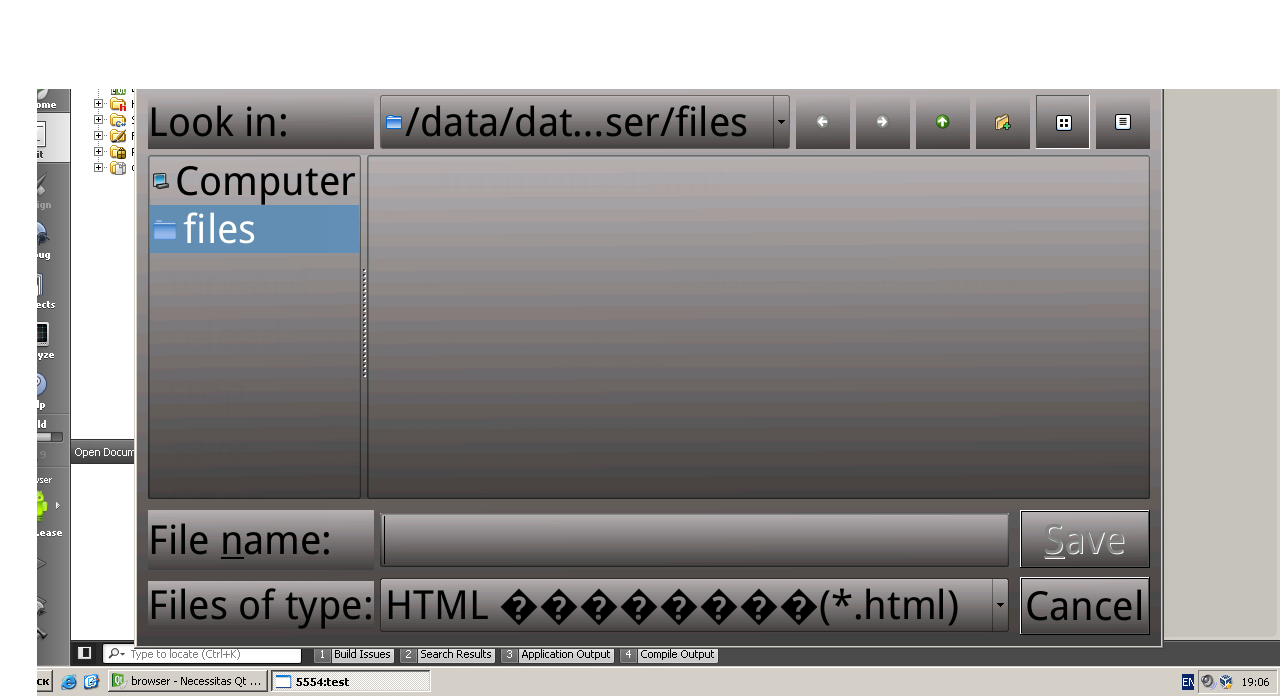 Look in:
/data/dat...ser/files
Computer
files
Open Docum
File name:
Save
Files of type:
HTML ���������(*.html)
Cancel
Type to locate (Ctrl+K)
1 Build Issues
2 Search Results
3 Application Output
4 Compile Output
browser - Necessitas Qt ...
5554:test
EN
19:06